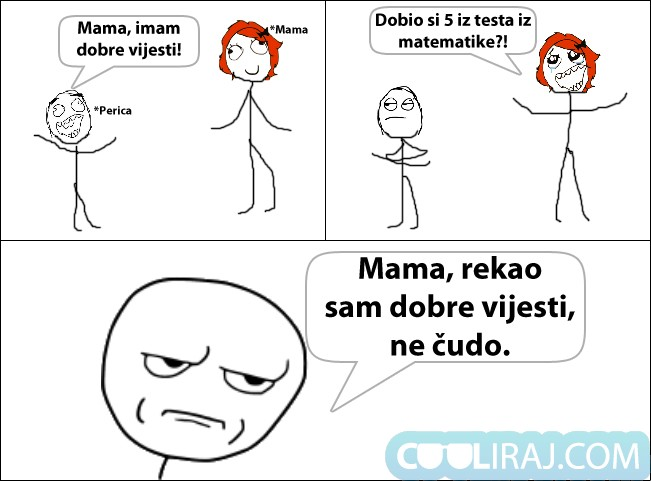 Mama, imam
dobre vijesti!
*Mama
*Perica
Dobio si 5 iz testa iz
matematike?!
Mama, rekao
sam dobre vijesti,
ne čudo.
COOLIRAJ.COM